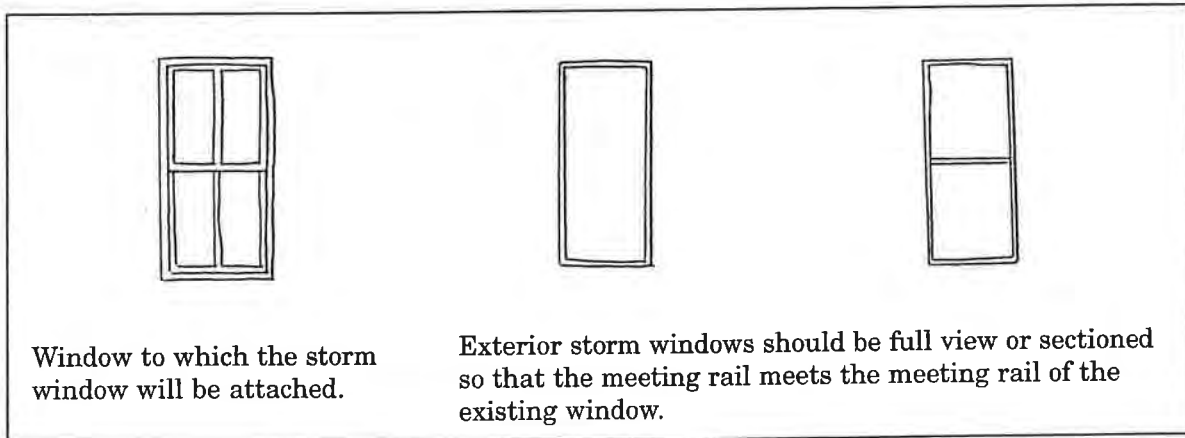 Window to which the storm
window will be attached.
Exterior storm windows should be full view or sectioned
so that the meeting rail meets the meeting rail of the
existing window.